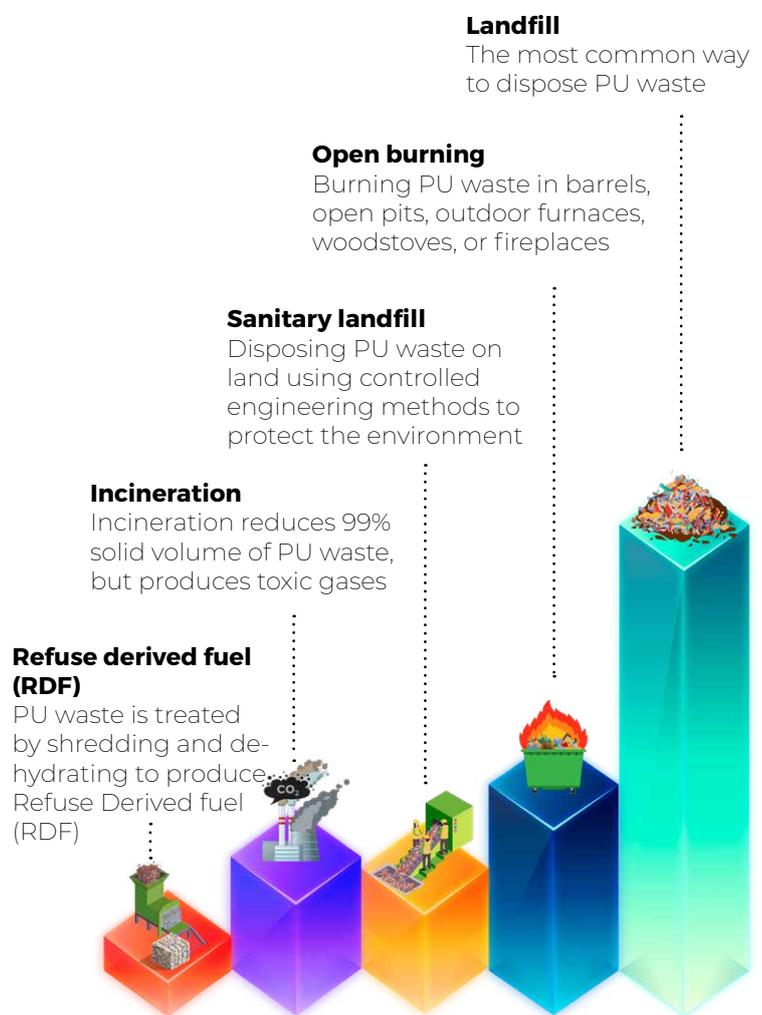 Landfill
The most common way
to dispose PU waste
Open burning
Burning PU waste in barrels,
open pits, outdoor furnaces,
woodstoves, or fireplaces
Sanitary landfill
Disposing PU waste on
land using controlled
engineering methods to
protect the environment
Incineration
Incineration reduces 99%
solid volume of PU waste,
but produces toxic gases
Refuse derived fuel
(RDF)
PU waste is treated
by shredding and de-
hydrating to produce
Refuse Derived fuel
(RDF)
CO₂